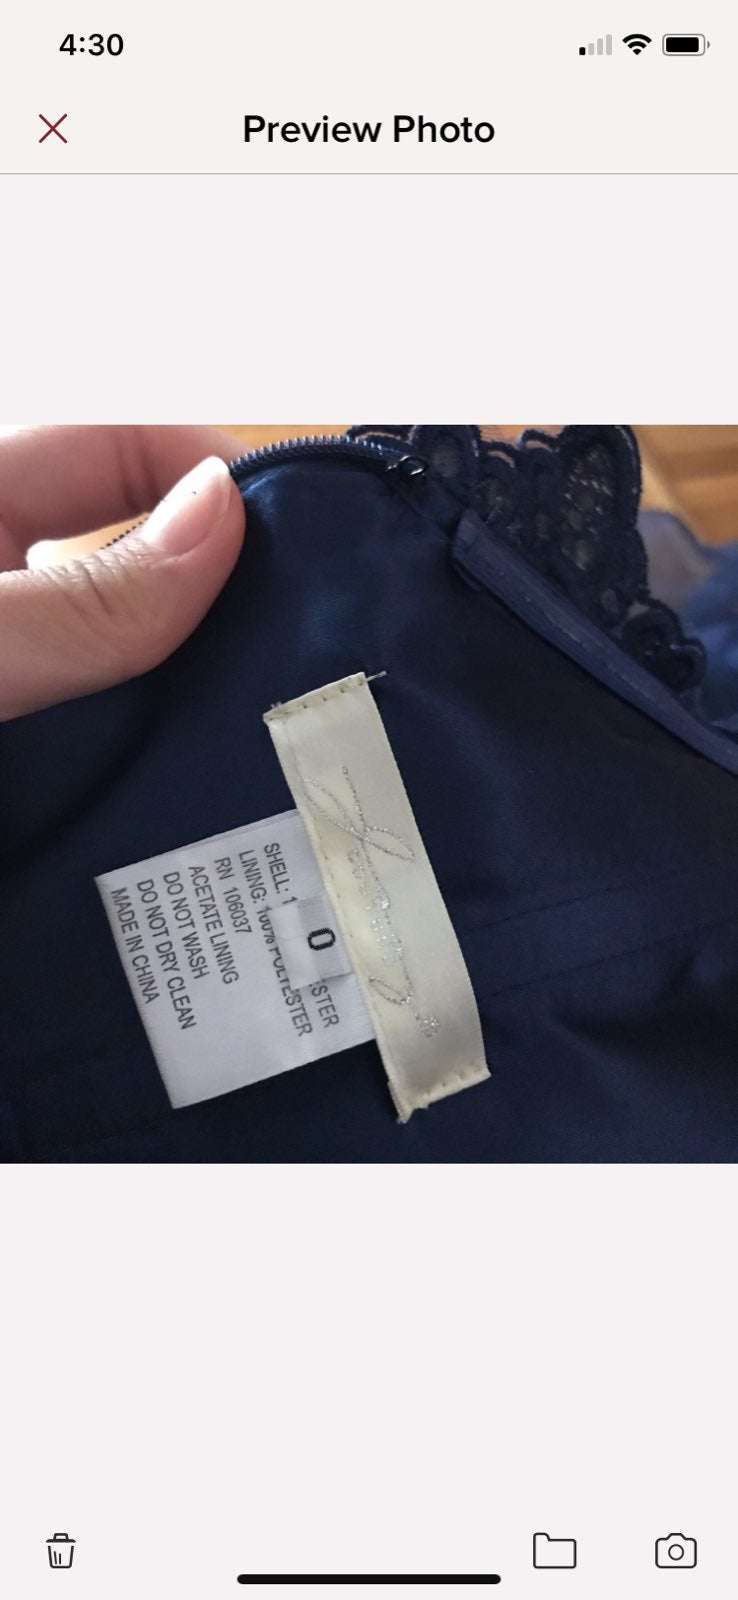 4:30
Preview Photo
SHELL: 1
STER
LINING: 100% POLYESTER
RN 106037
ACETATE LINING
DO NOT WASH
DO NOT DRY CLEAN
MADE IN CHINA
0